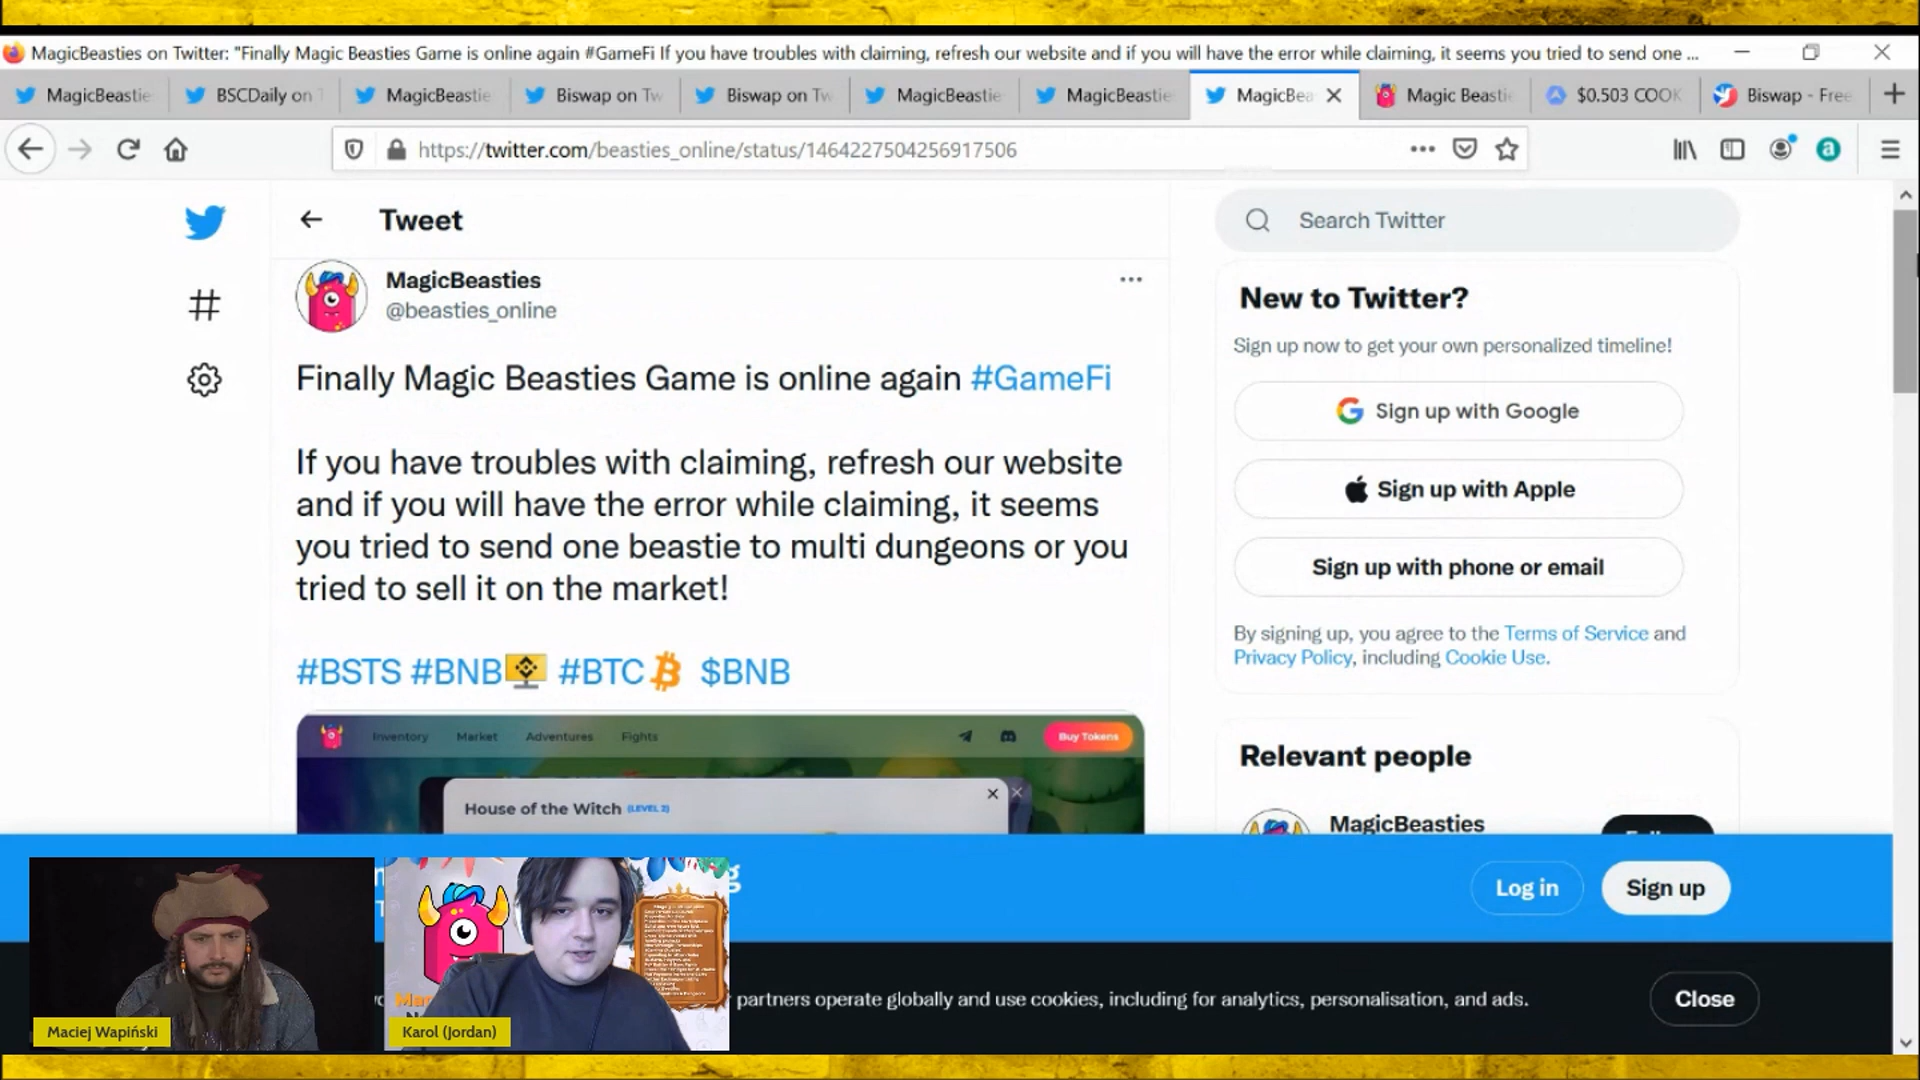 MagicBeasties on Twitter: "Finally Magic Beasties Game is online again #GameFi If you have troubles with claiming, refresh our website and if you will have the error while claiming, it seems you tried to send one ...
MagicBeastie
BSCDaily on T
MagicBeastie
Biswap on Tw
Biswap on Tw
MagicBeastie
MagicBeastie
MagicBea
Magic Beasti
$0.503 COOK
Biswap - Free
https://twitter.com/beasties_online/status/1464227504256917506
Tweet
Search Twitter
MagicBeasties
@beasties_online
Finally Magic Beasties Game is online again #GameFi
If you have troubles with claiming, refresh our website
and if you will have the error while claiming, it seems
you tried to send one beastie to multi dungeons or you
tried to sell it on the market!
#BSTS #BNB #BTC $BNB
Inventory Market Adventures Fights Buy Tokens
House of the Witch (LEVEL 2)
New to Twitter?
Sign up now to get your own personalized timeline!
Sign up with Google
Sign up with Apple
Sign up with phone or email
By signing up, you agree to the Terms of Service and
Privacy Policy, including Cookie Use.
Relevant people
MagicBeasties
Log in
Sign up
partners operate globally and use cookies, including for analytics, personalisation, and ads.
Close
Maciej Wapiński
Karol (Jordan)